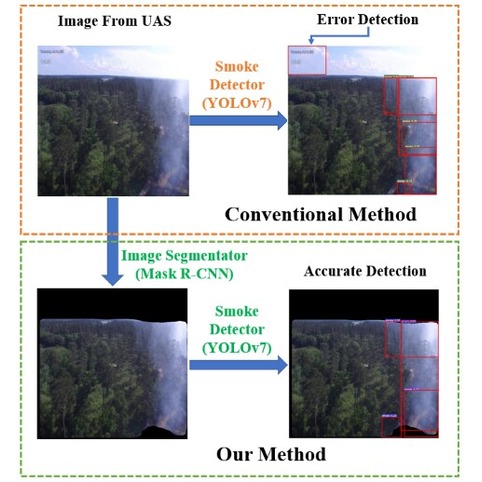 Image From UAS
Error Detection
Smoke
Detector
(YOLOv7)
Conventional Method
Image Segmentator
(Mask R-CNN)
Accurate Detection
Smoke
Detector
(YOLOv7)
Our Method